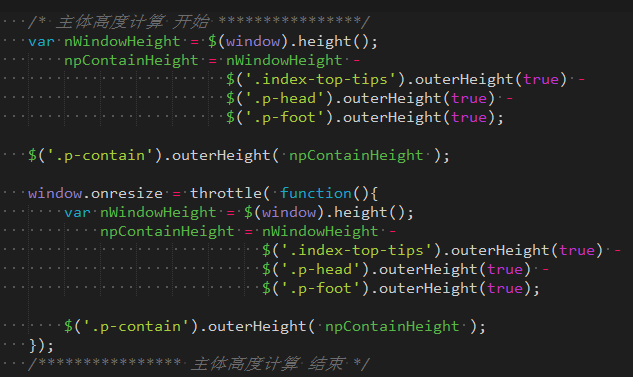 /* 主体高度计算 开始 ****************/
var nWindowHeight = $(window).height();
npContainHeight = nWindowHeight -
$('.index-top-tips').outerHeight(true) -
$('.p-head').outerHeight(true) -
$('.p-foot').outerHeight(true);
$('.p-contain').outerHeight( npContainHeight );
window.onresize = throttle( function(){
var nWindowHeight = $(window).height();
npContainHeight = nWindowHeight -
$('.index-top-tips').outerHeight(true) -
$('.p-head').outerHeight(true) -
$('.p-foot').outerHeight(true);
$('.p-contain').outerHeight( npContainHeight );
});
/**************** 主体高度计算 结束 */